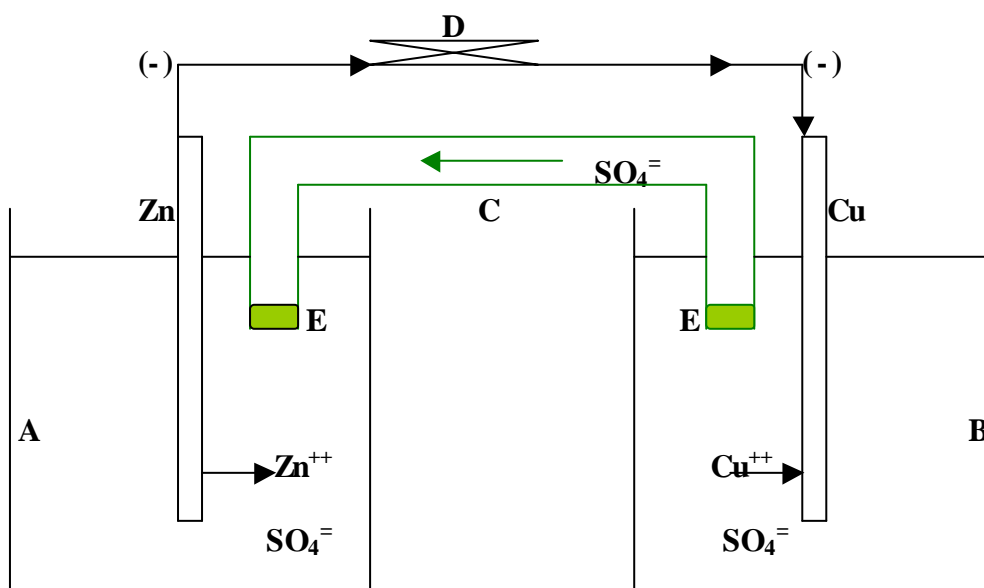 D
(-) (-)
SO₄⁼
Zn C Cu
E E
A B
Zn⁺⁺ Cu⁺⁺
SO₄⁼ SO₄⁼